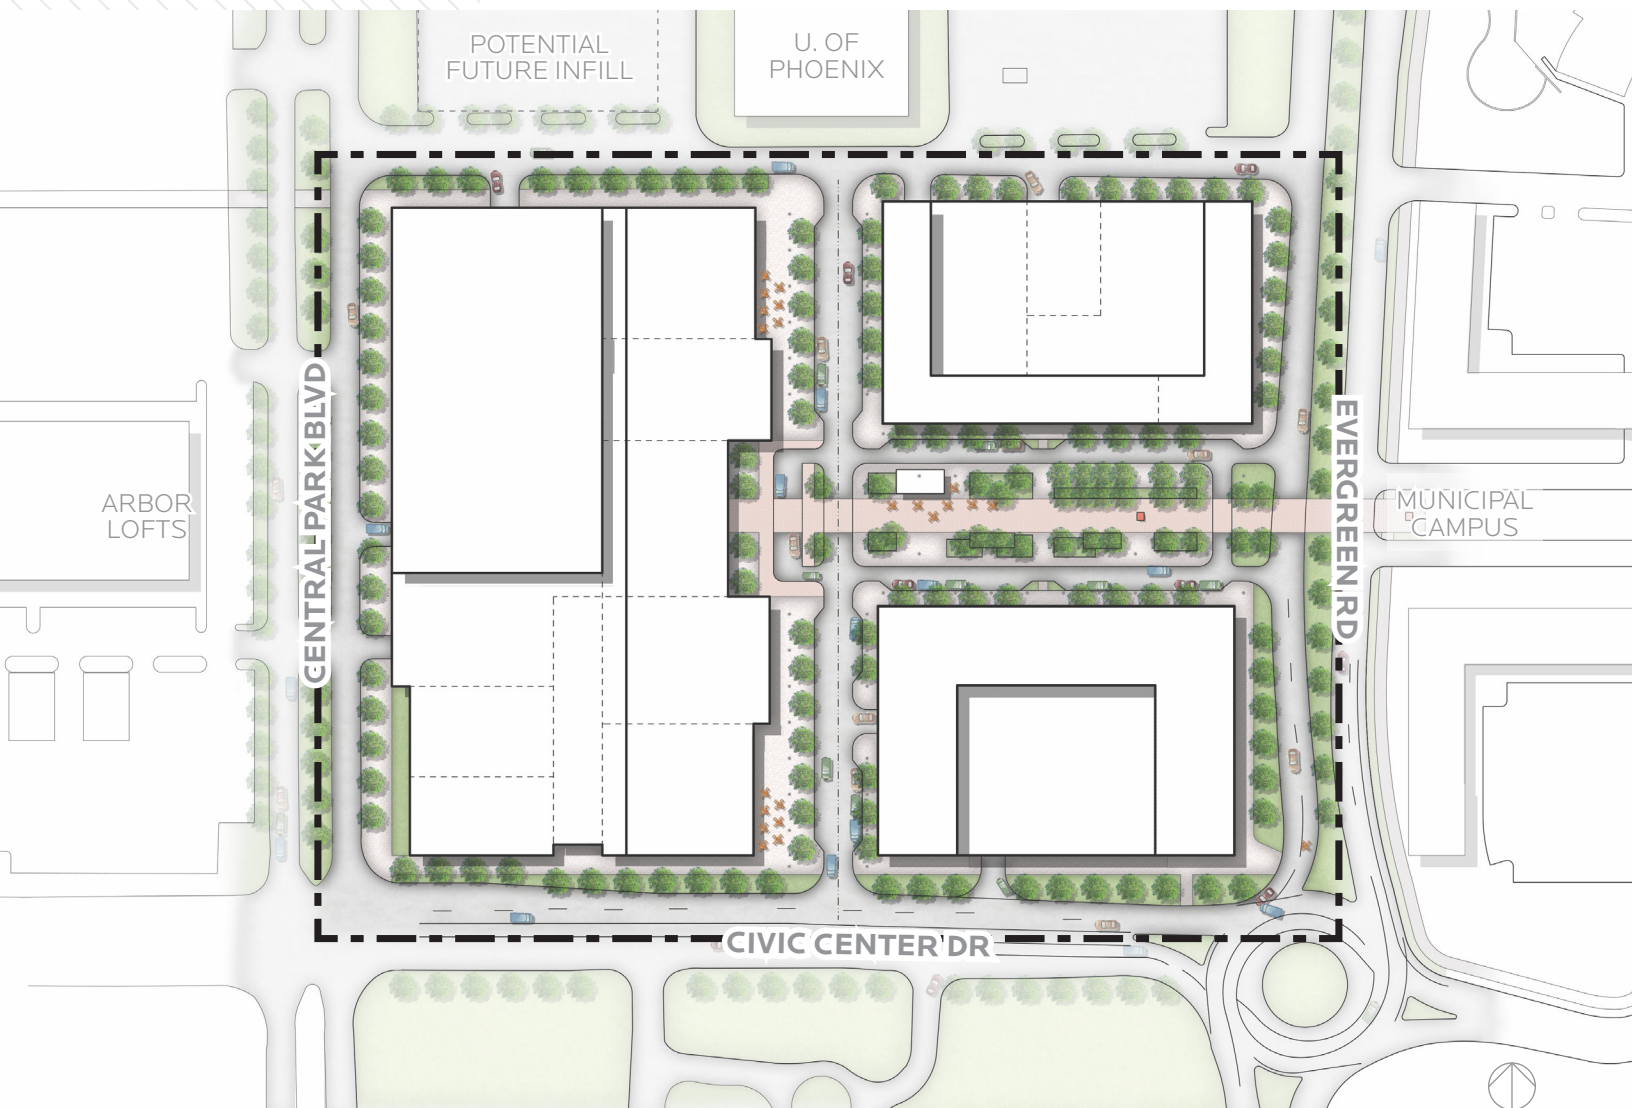 POTENTIAL
FUTURE INFILL
U. OF
PHOENIX
CENTRAL PARK BLVD
EVERGREEN RD
ARBOR
LOFTS
MUNICIPAL
CAMPUS
CIVIC CENTER DR